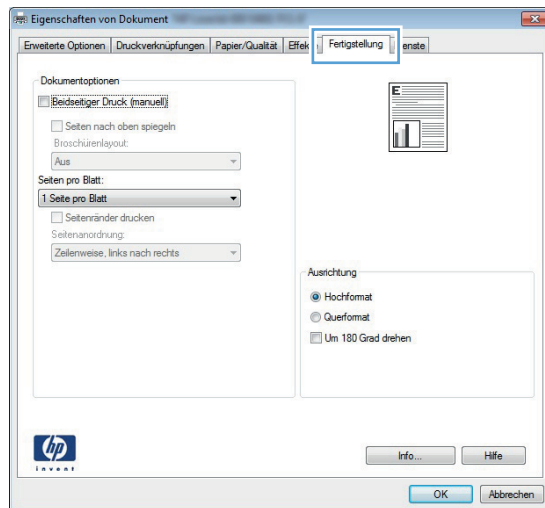 Eigenschaften von Dokument
Erweiterte Optionen Druckverknüpfungen Papier/Qualität Effek Fertigstellung enste
Dokumentoptionen
Beidseitiger Druck (manuell)
Seiten nach oben spiegeln
Broschürenlayout:
Aus
Seiten pro Blatt:
1 Seite pro Blatt
Seitenränder drucken
Seitenanordnung:
Zeilenweise, links nach rechts
E
Ausrichtung
Hochformat
Querformat
Um 180 Grad drehen
hp
invent
Info... Hilfe
OK Abbrechen